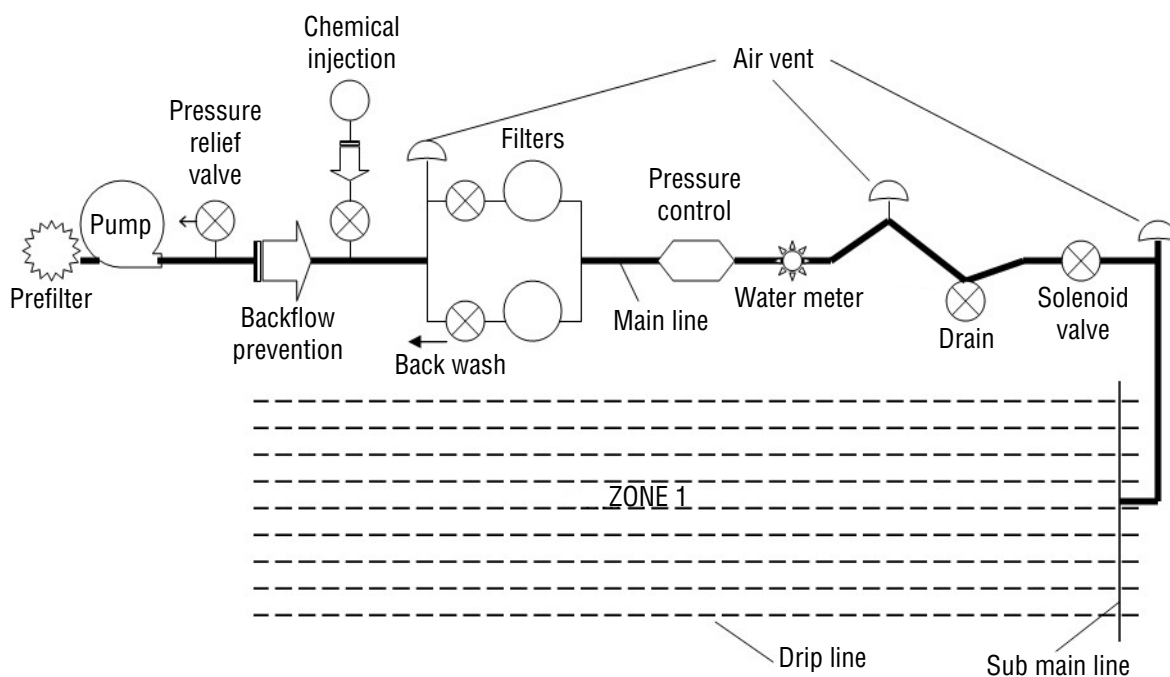 Chemical
injection
Air vent
Pressure
relief
valve
Filters
Pressure
control
Pump
Prefilter
Backflow
prevention
Back wash
Main line
Water meter
Drain
Solenoid
valve
ZONE 1
Drip line
Sub main line